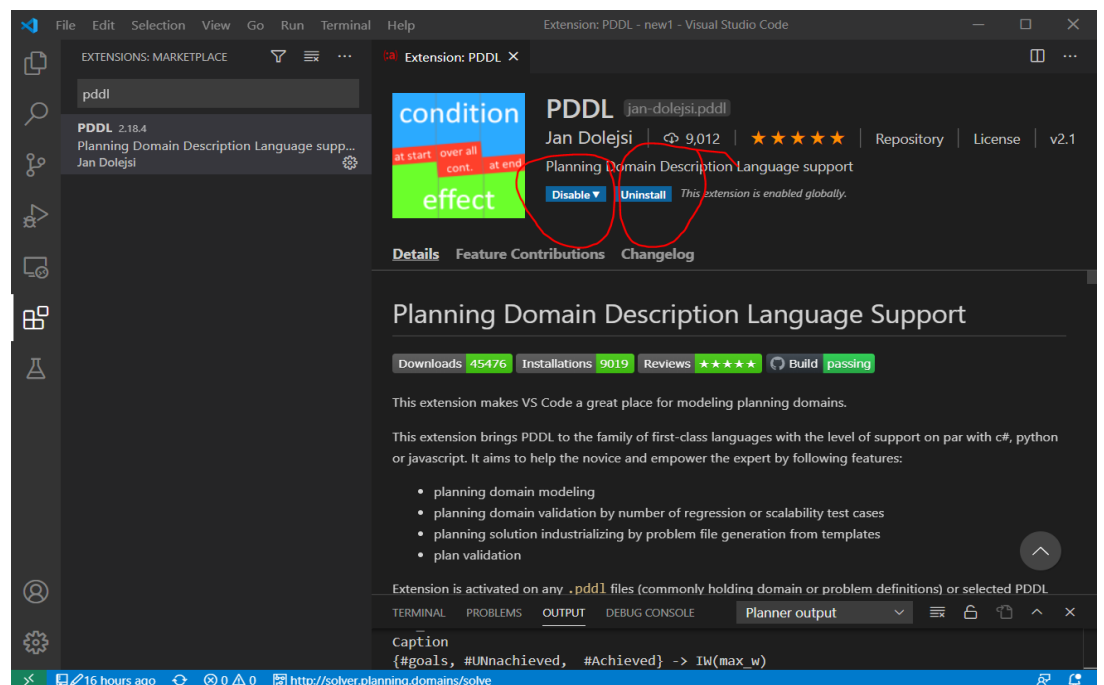 File Edit Selection View Go Run Terminal Help
Extension: PDDL - new1 - Visual Studio Code
EXTENSIONS: MARKETPLACE
pddl
PDDL 2.18.4
Planning Domain Description Language supp...
Jan Dolejsi
Extension: PDDL
condition
at start over all cont. at end
effect
PDDL jan-dolejsi.pddl
Jan Dolejsi 9,012 ★★★★★ Repository License v2.1
Planning Domain Description Language support
Disable Uninstall This extension is enabled globally.
Details Feature Contributions Changelog
Planning Domain Description Language Support
Downloads 45476 Installations 9019 Reviews ★★★★★ Build passing
This extension makes VS Code a great place for modeling planning domains.
This extension brings PDDL to the family of first-class languages with the level of support on par with c#, python
or javascript. It aims to help the novice and empower the expert by following features:
• planning domain modeling
• planning domain validation by number of regression or scalability test cases
• planning solution industrializing by problem file generation from templates
• plan validation
Extension is activated on any .pddl files (commonly holding domain or problem definitions) or selected PDDL
TERMINAL PROBLEMS OUTPUT DEBUG CONSOLE Planner output
Caption
{#goals, #UNnachieved, #Achieved} -> IW(max_w)
16 hours ago 0 0 http://solver.planning.domains/solve